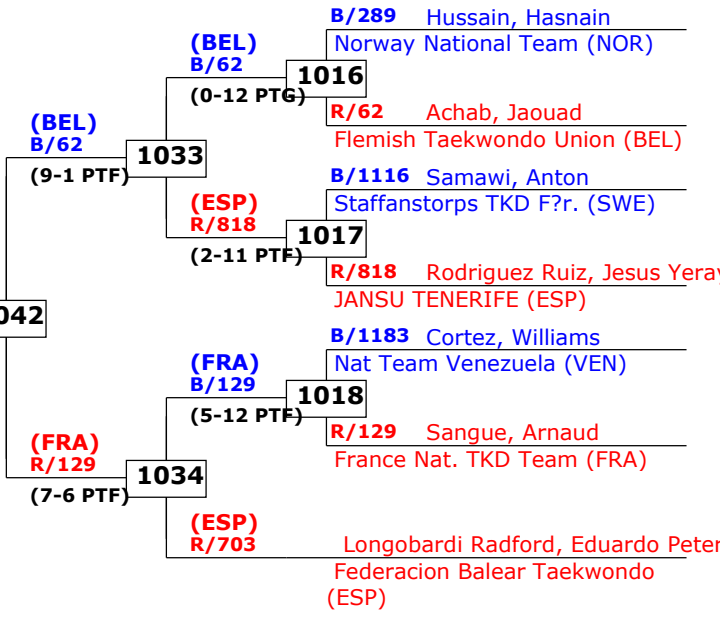 B/289 Hussain, Hasnain
(BEL)
Norway National Team (NOR)
B/62
1016
(0-12 PTG)
R/62 Achab, Jaouad
(BEL)
Flemish Taekwondo Union (BEL)
B/62
1033
(9-1 PTF)
B/1116 Samawi, Anton
(ESP)
Staffanstorps TKD F?r. (SWE)
R/818
1017
(2-11 PTF)
R/818 Rodriguez Ruiz, Jesus Yeray
JANSU TENERIFE (ESP)
042
B/1183 Cortez, Williams
(FRA)
Nat Team Venezuela (VEN)
B/129
1018
(5-12 PTF)
R/129 Sangue, Arnaud
(FRA)
France Nat. TKD Team (FRA)
R/129
1034
(7-6 PTF)
(ESP)
R/703
Longobardi Radford, Eduardo Peter
Federacion Balear Taekwondo
(ESP)